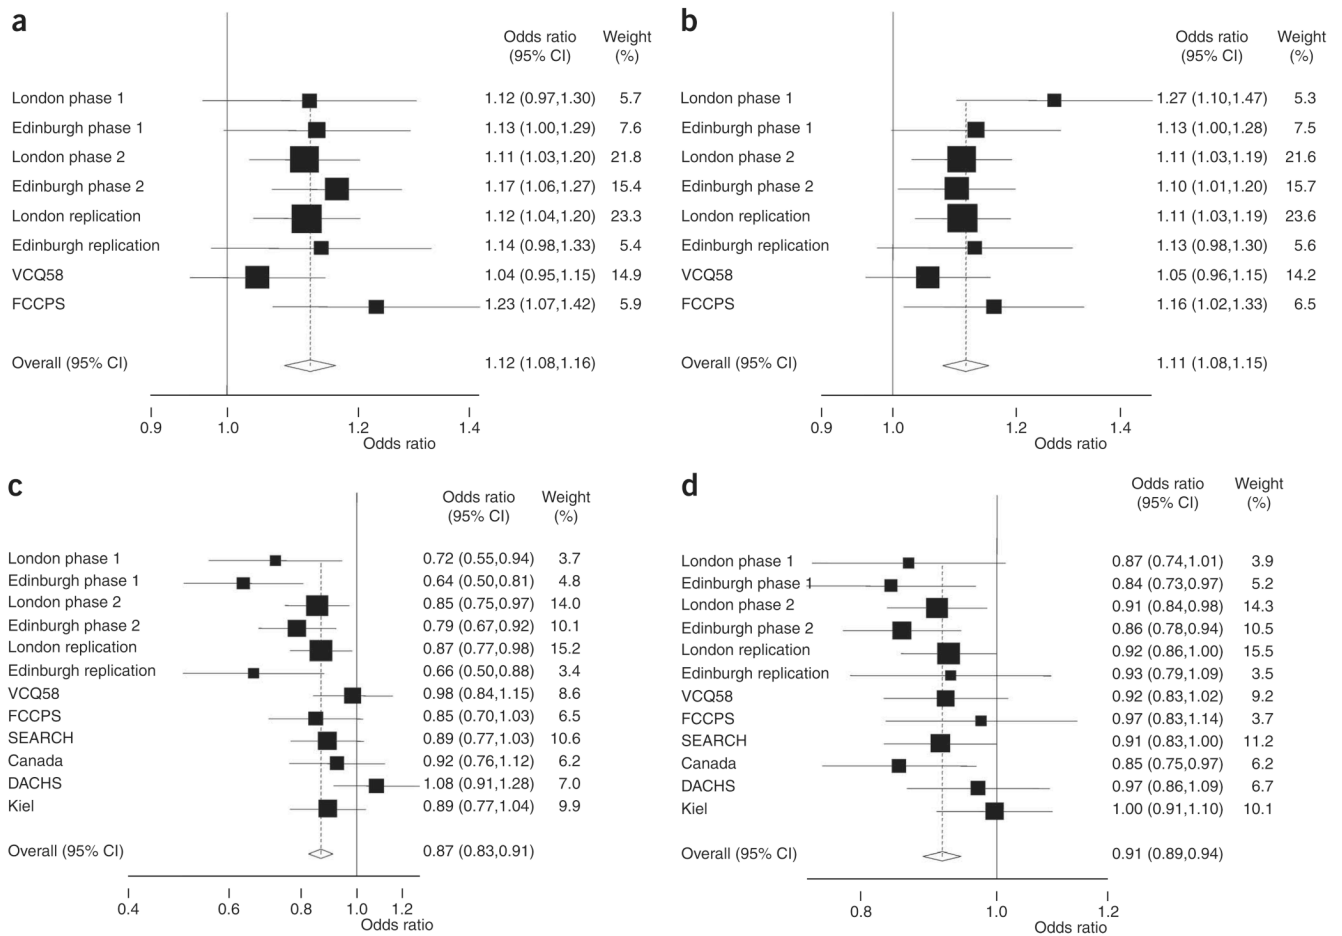 a
Odds ratio (95% CI) Weight (%)
London phase 1 1.12 (0.97,1.30) 5.7
Edinburgh phase 1 1.13 (1.00,1.29) 7.6
London phase 2 1.11 (1.03,1.20) 21.8
Edinburgh phase 2 1.17 (1.06,1.27) 15.4
London replication 1.12 (1.04,1.20) 23.3
Edinburgh replication 1.14 (0.98,1.33) 5.4
VCQ58 1.04 (0.95,1.15) 14.9
FCCPS 1.23 (1.07,1.42) 5.9
Overall (95% CI) 1.12 (1.08,1.16)
0.9 1.0 1.2 1.4
Odds ratio
b
Odds ratio (95% CI) Weight (%)
London phase 1 1.27 (1.10,1.47) 5.3
Edinburgh phase 1 1.13 (1.00,1.28) 7.5
London phase 2 1.11 (1.03,1.19) 21.6
Edinburgh phase 2 1.10 (1.01,1.20) 15.7
London replication 1.11 (1.03,1.19) 23.6
Edinburgh replication 1.13 (0.98,1.30) 5.6
VCQ58 1.05 (0.96,1.15) 14.2
FCCPS 1.16 (1.02,1.33) 6.5
Overall (95% CI) 1.11 (1.08,1.15)
0.9 1.0 1.2 1.4
Odds ratio
c
Odds ratio (95% CI) Weight (%)
London phase 1 0.72 (0.55,0.94) 3.7
Edinburgh phase 1 0.64 (0.50,0.81) 4.8
London phase 2 0.85 (0.75,0.97) 14.0
Edinburgh phase 2 0.79 (0.67,0.92) 10.1
London replication 0.87 (0.77,0.98) 15.2
Edinburgh replication 0.66 (0.50,0.88) 3.4
VCQ58 0.98 (0.84,1.15) 8.6
FCCPS 0.85 (0.70,1.03) 6.5
SEARCH 0.89 (0.77,1.03) 10.6
Canada 0.92 (0.76,1.12) 6.2
DACHS 1.08 (0.91,1.28) 7.0
Kiel 0.89 (0.77,1.04) 9.9
Overall (95% CI) 0.87 (0.83,0.91)
0.4 0.6 0.8 1.0 1.2
Odds ratio
d
Odds ratio (95% CI) Weight (%)
London phase 1 0.87 (0.74,1.01) 3.9
Edinburgh phase 1 0.84 (0.73,0.97) 5.2
London phase 2 0.91 (0.84,0.98) 14.3
Edinburgh phase 2 0.86 (0.78,0.94) 10.5
London replication 0.92 (0.86,1.00) 15.5
Edinburgh replication 0.93 (0.79,1.09) 3.5
VCQ58 0.92 (0.83,1.02) 9.2
FCCPS 0.97 (0.83,1.14) 3.7
SEARCH 0.91 (0.83,1.00) 11.2
Canada 0.85 (0.75,0.97) 6.2
DACHS 0.97 (0.86,1.09) 6.7
Kiel 1.00 (0.91,1.10) 10.1
Overall (95% CI) 0.91 (0.89,0.94)
0.8 1.0 1.2
Odds ratio